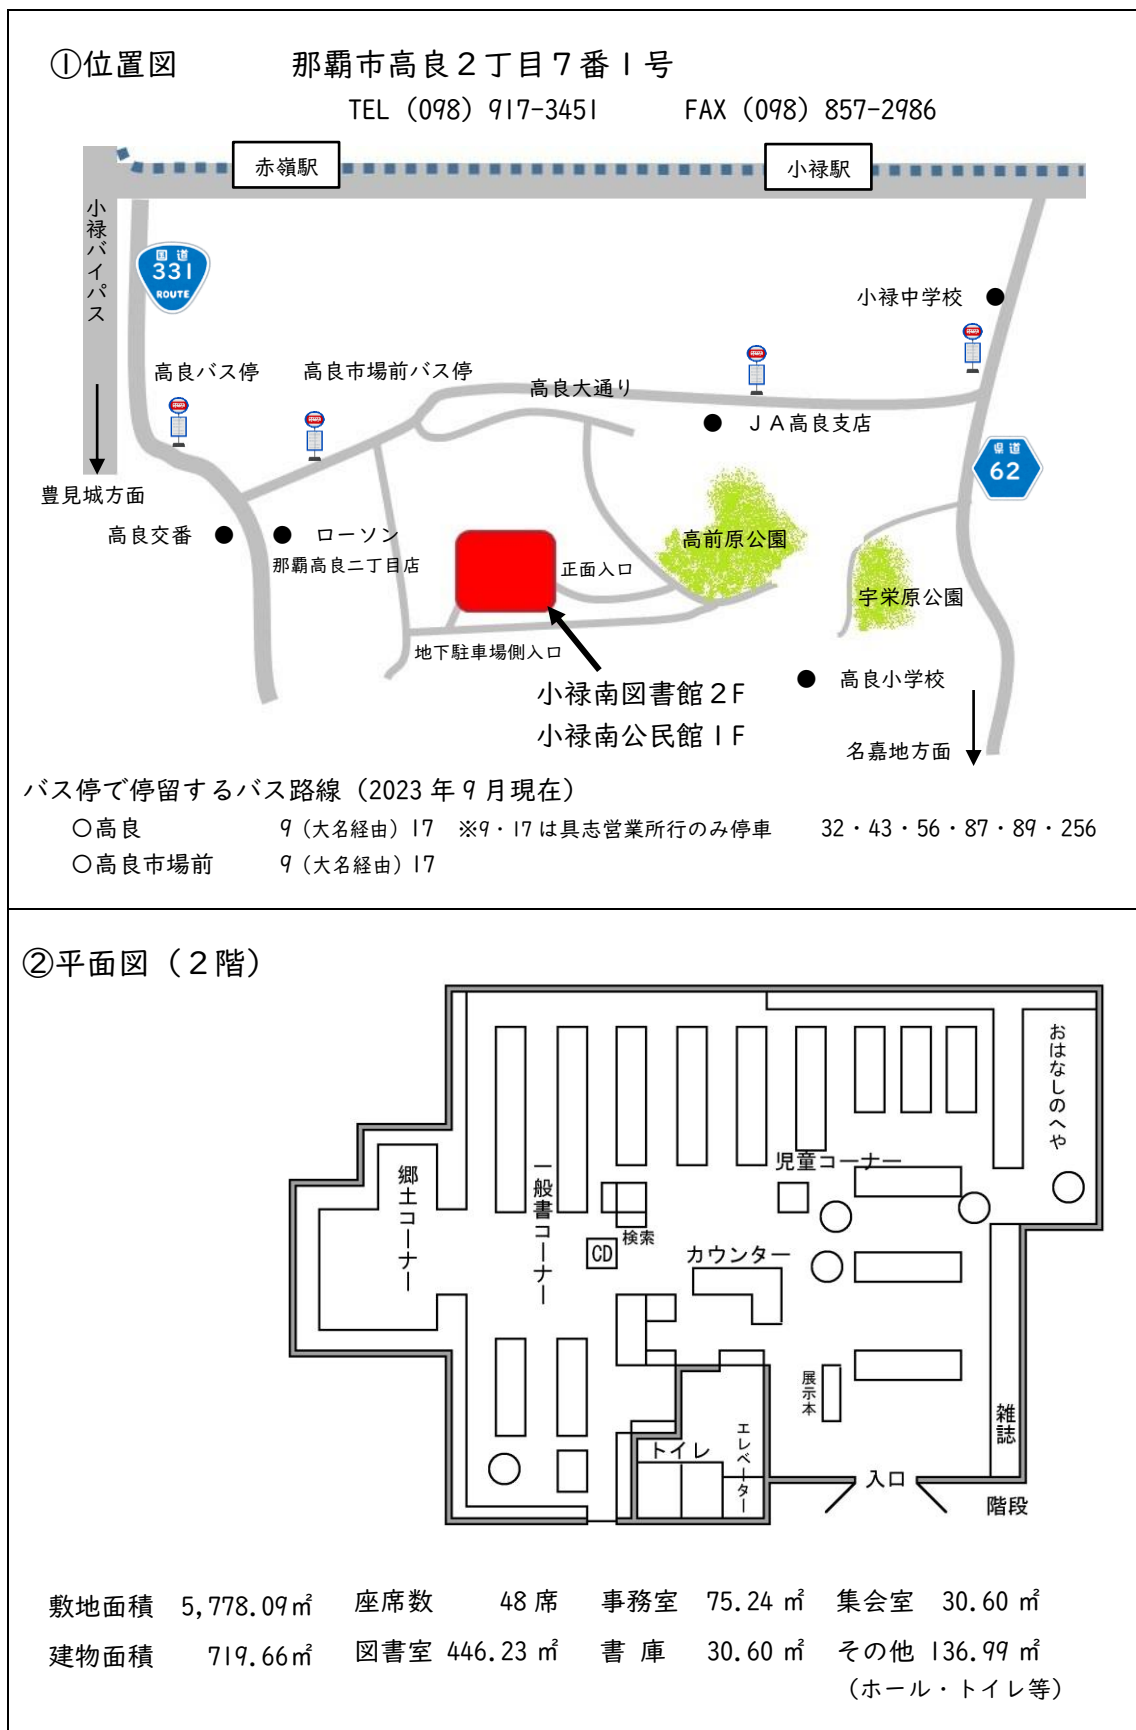 ①位置図 那覇市高良２丁目７番１号
TEL (098) 917-3451 FAX (098) 857-2986
赤嶺駅
小禄駅
小禄バイパス
国道
331
ROUTE
小禄中学校
高良バス停
高良市場前バス停
高良大通り
ＪＡ高良支店
県道
62
豊見城方面
高良交番
ローソン
那覇高良二丁目店
高前原公園
正面入口
宇栄原公園
地下駐車場側入口
高良小学校
小禄南図書館２F
小禄南公民館１F
名嘉地方面
バス停で停留するバス路線（2023年９月現在）
〇高良 9（大名経由）17 ※9・17は具志営業所行のみ停車 32・43・56・87・89・256
〇高良市場前 9（大名経由）17
②平面図（２階）
おはなしのへや
児童コーナー
郷土コーナー
一般書コーナー
検索
CD
カウンター
展示本
雑誌
トイレ
エレベーター
入口
階段
敷地面積 5,778.09㎡ 座席数 48席 事務室 75.24㎡ 集会室 30.60㎡
建物面積 719.66㎡ 図書室 446.23㎡ 書庫 30.60㎡ その他 136.99㎡
（ホール・トイレ等）